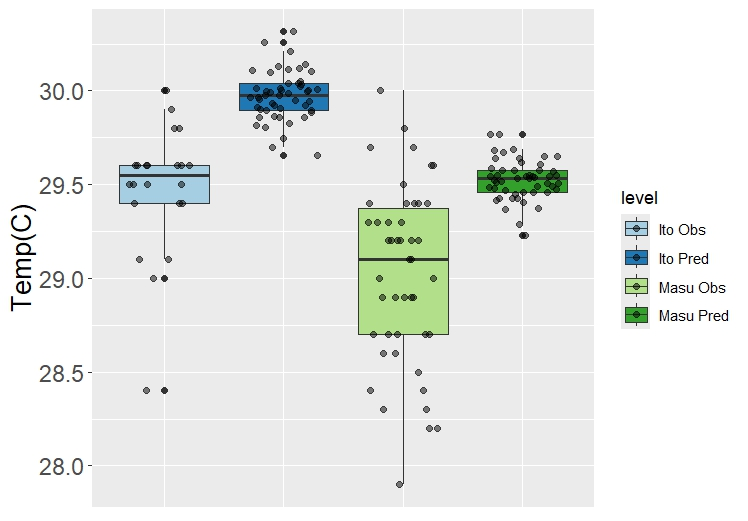 Temp(C)
30.0
29.5
29.0
28.5
28.0
level
Ito Obs
Ito Pred
Masu Obs
Masu Pred